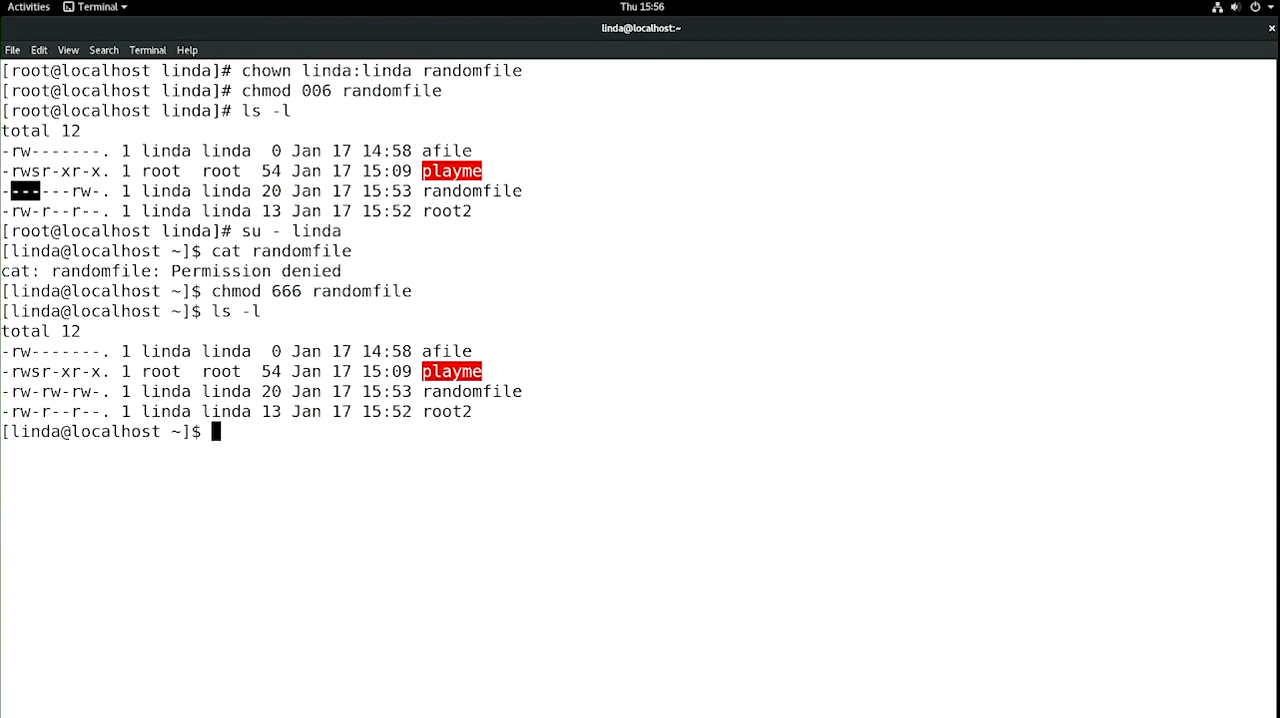 Activities Terminal Thu 15:56
linda@localhost:~ ×
File Edit View Search Terminal Help
[root@localhost linda]# chown linda:linda randomfile
[root@localhost linda]# chmod 006 randomfile
[root@localhost linda]# ls -l
total 12
-rw-------. 1 linda linda  0 Jan 17 14:58 afile
-rwsr-xr-x. 1 root  root  54 Jan 17 15:09 playme
-------rw-. 1 linda linda 20 Jan 17 15:53 randomfile
-rw-r--r--. 1 linda linda 13 Jan 17 15:52 root2
[root@localhost linda]# su - linda
[linda@localhost ~]$ cat randomfile
cat: randomfile: Permission denied
[linda@localhost ~]$ chmod 666 randomfile
[linda@localhost ~]$ ls -l
total 12
-rw-------. 1 linda linda  0 Jan 17 14:58 afile
-rwsr-xr-x. 1 root  root  54 Jan 17 15:09 playme
-rw-rw-rw-. 1 linda linda 20 Jan 17 15:53 randomfile
-rw-r--r--. 1 linda linda 13 Jan 17 15:52 root2
[linda@localhost ~]$